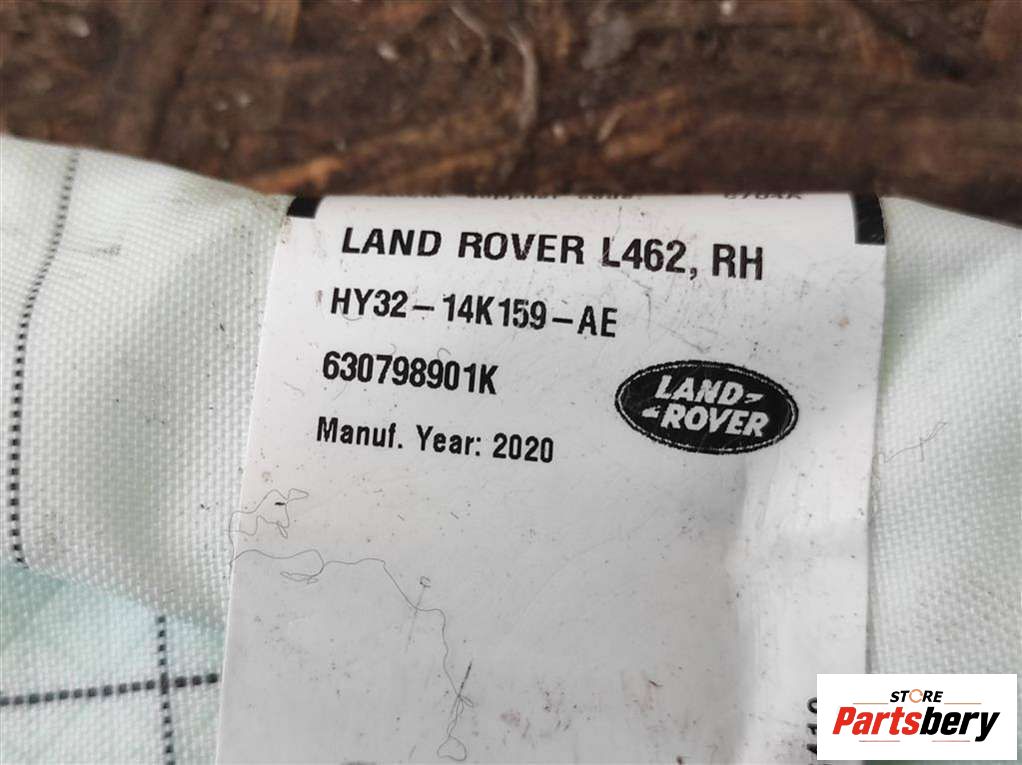 LAND ROVER L462, RH
HY32-14K159-AE
630798901K
LAND
ROVER
Manuf. Year: 2020
STORE
Partsbery